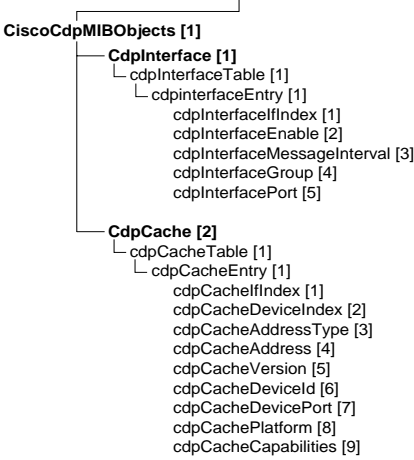 CiscoCdpMIBObjects [1]
CdpInterface [1]
cdpInterfaceTable [1]
cdpinterfaceEntry [1]
cdpInterfaceIfIndex [1]
cdpInterfaceEnable [2]
cdpInterfaceMessageInterval [3]
cdpInterfaceGroup [4]
cdpInterfacePort [5]
CdpCache [2]
cdpCacheTable [1]
cdpCacheEntry [1]
cdpCacheIfIndex [1]
cdpCacheDeviceIndex [2]
cdpCacheAddressType [3]
cdpCacheAddress [4]
cdpCacheVersion [5]
cdpCacheDeviceId [6]
cdpCacheDevicePort [7]
cdpCachePlatform [8]
cdpCacheCapabilities [9]